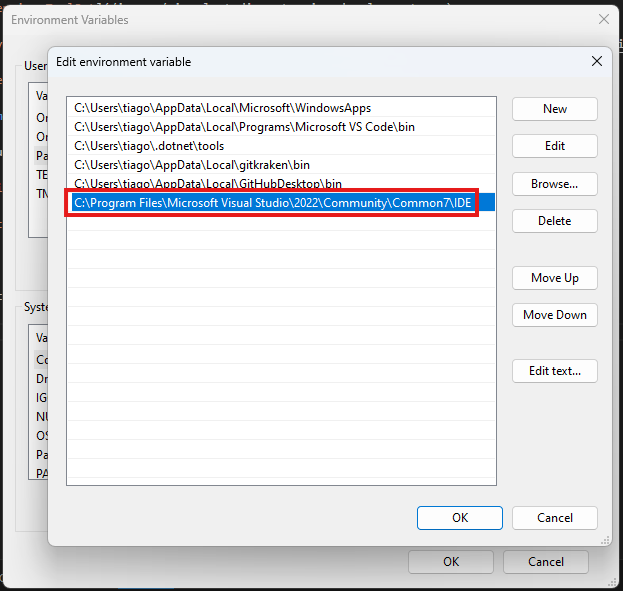 Environment Variables
Edit environment variable
User
Va
C:\Users\tiago\AppData\Local\Microsoft\WindowsApps
New
On
C:\Users\tiago\AppData\Local\Programs\Microsoft VS Code\bin
On
C:\Users\tiago\.dotnet\tools
Edit
Pa
C:\Users\tiago\AppData\Local\gitkraken\bin
TE
C:\Users\tiago\AppData\Local\GitHubDesktop\bin
Browse...
TM
C:\Program Files\Microsoft Visual Studio\2022\Community\Common7\IDE
Delete
Move Up
Syste
Move Down
Va
Co
Edit text...
Dr
IG
NU
OS
Pa
PA
OK
Cancel
OK
Cancel